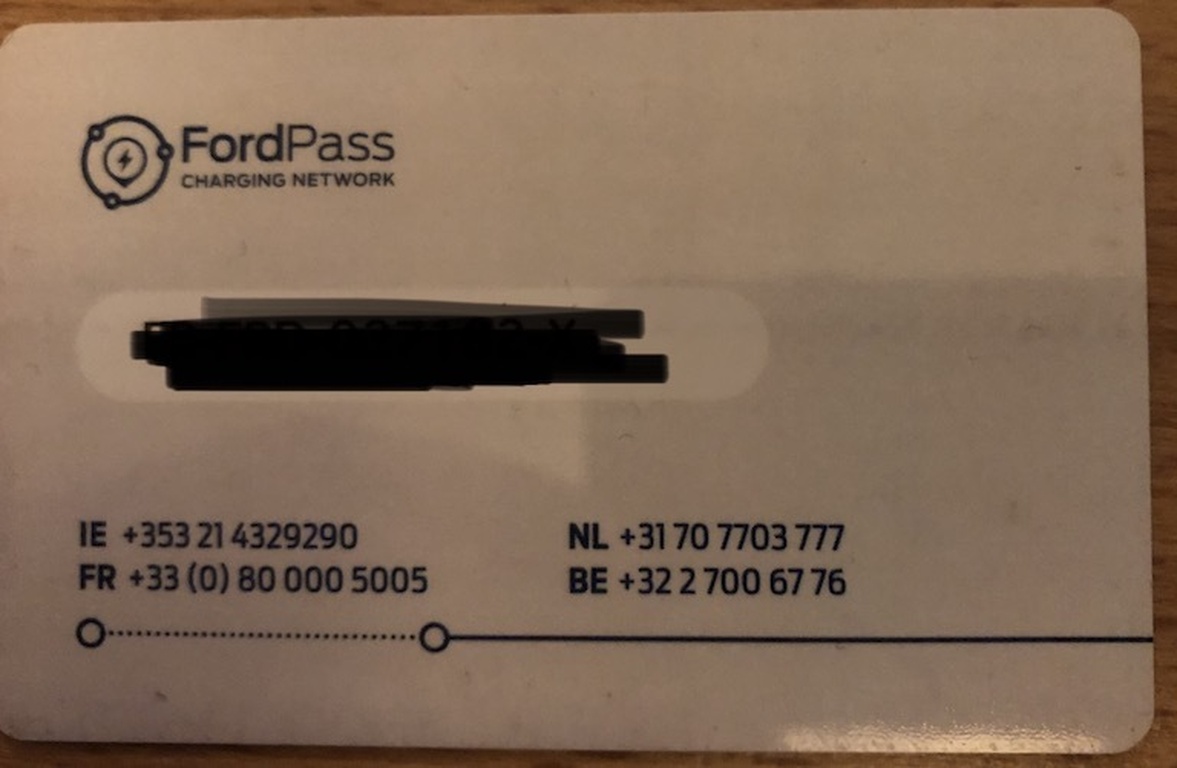 FordPass
CHARGING NETWORK
IE +353 21 4329290
NL +31 70 7703 777
FR +33 (0) 80 000 5005
BE +32 2 700 67 76